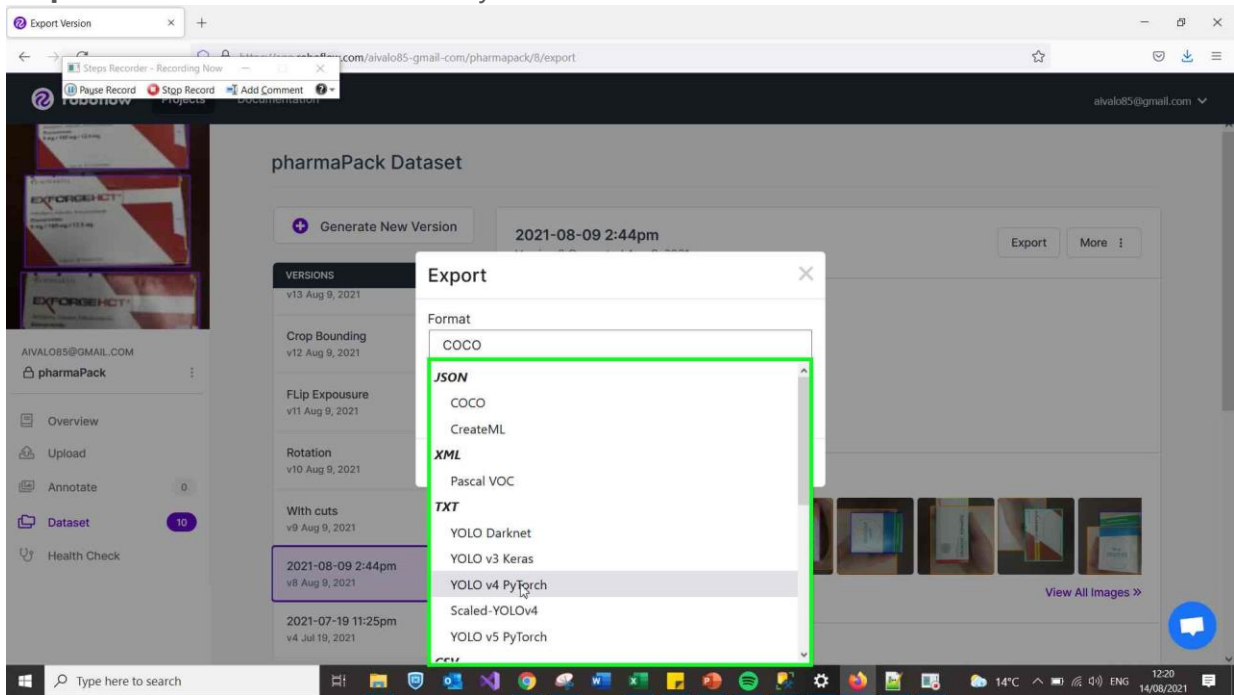 Export Version × +
.com/aivalo85-gmail-com/pharmapack/8/export
Steps Recorder - Recording Now
Pause Record Stop Record Add Comment
roboflow Projects Documentation aivalo85@gmail.com
EXFORGEHCT
EXFORGEHCT
pharmaPack Dataset
Generate New Version
2021-08-09 2:44pm
Export More
VERSIONS
v13 Aug 9, 2021
Crop Bounding
v12 Aug 9, 2021
FLip Expousure
v11 Aug 9, 2021
Rotation
v10 Aug 9, 2021
WIth cuts
v9 Aug 9, 2021
2021-08-09 2:44pm
v8 Aug 9, 2021
2021-07-19 11:25pm
v4 Jul 19, 2021
AIVALO85@GMAIL.COM
pharmaPack
Overview
Upload
Annotate 0
Dataset 10
Health Check
Export
Format
COCO
JSON
COCO
CreateML
XML
Pascal VOC
TXT
YOLO Darknet
YOLO v3 Keras
YOLO v4 PyTorch
Scaled-YOLOv4
YOLO v5 PyTorch
CSV
View All Images »
Type here to search
14°C ENG
12:20
14/08/2021